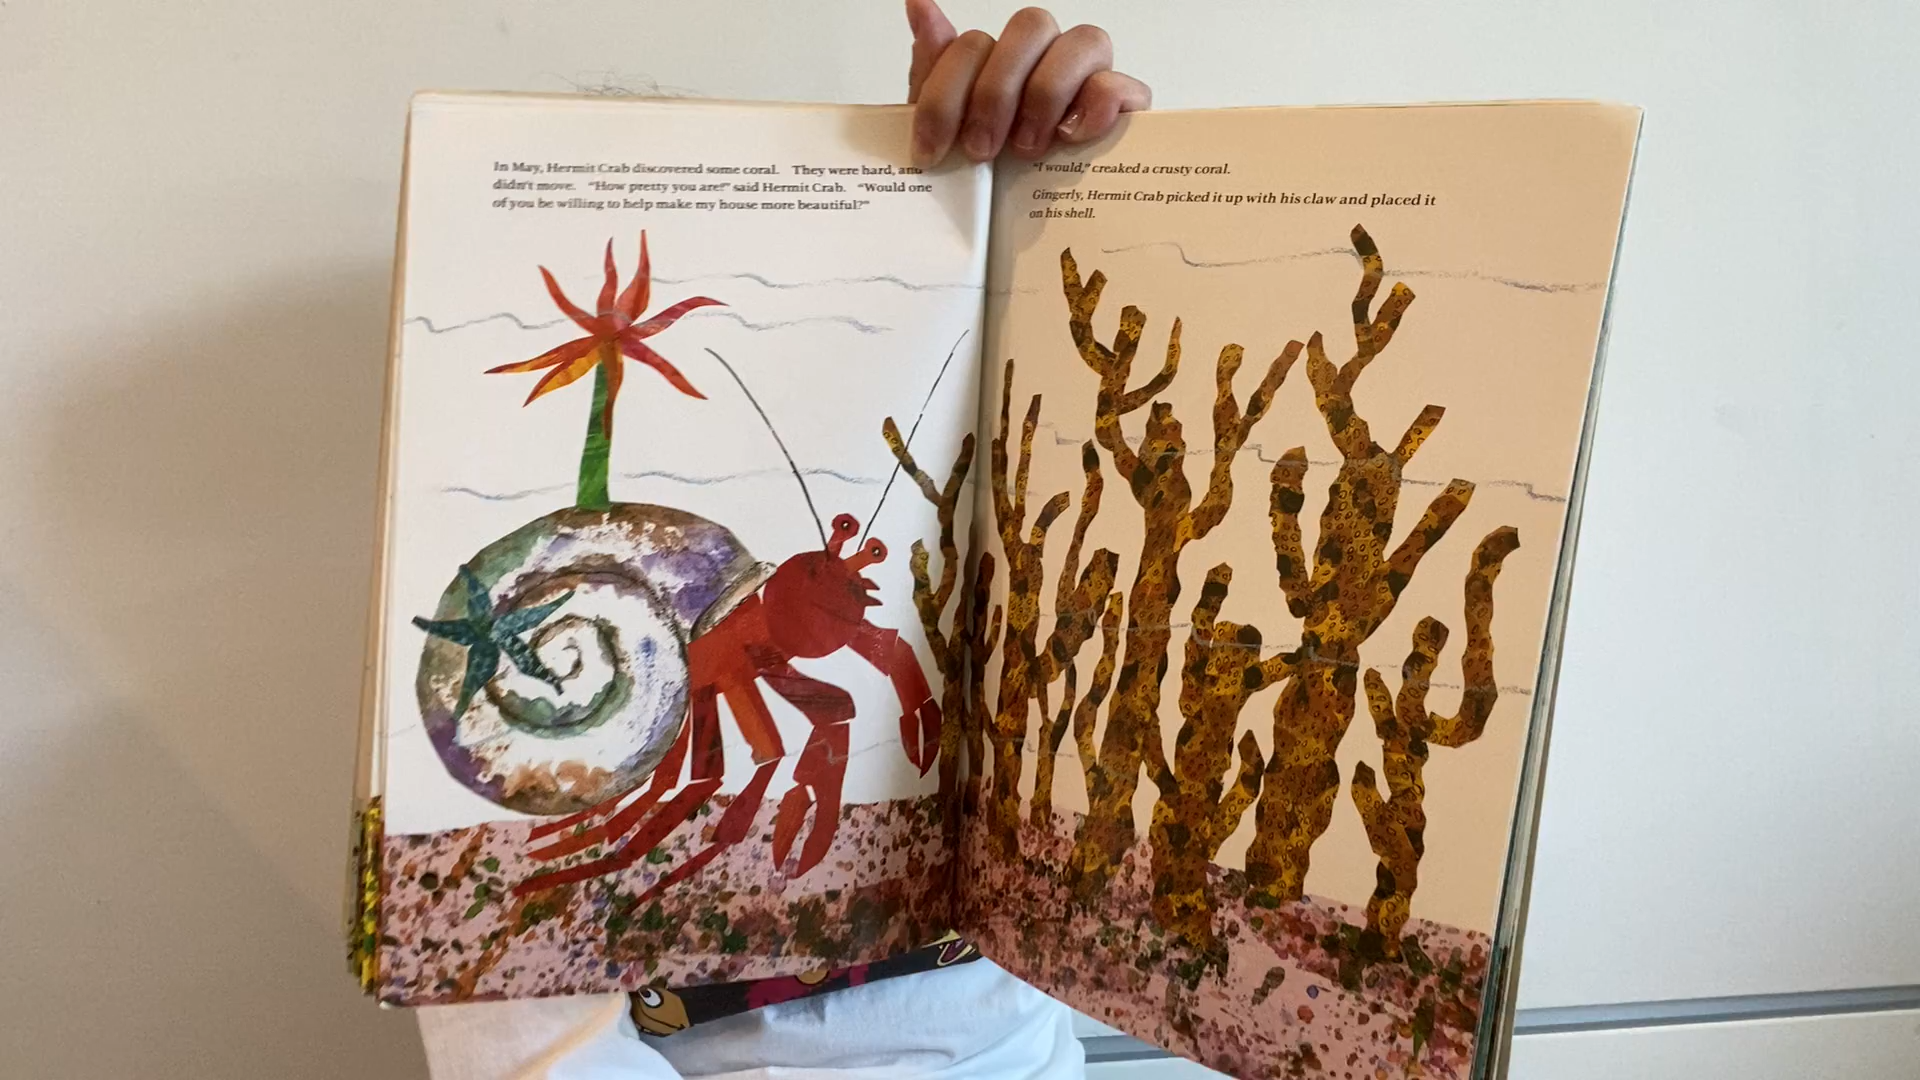 In May, Hermit Crab discovered some coral. They were hard, and
didn't move. "How pretty you are!" said Hermit Crab. "Would one
of you be willing to help make my house more beautiful?"
"I would," creaked a crusty coral.
Gingerly, Hermit Crab picked it up with his claw and placed it
on his shell.